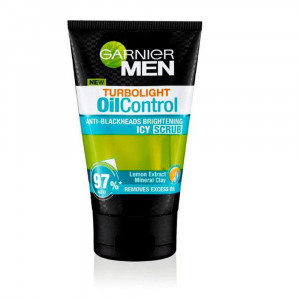 GARNIER
MEN
NEW
TURBOLIGHT
OilControl
ANTI-BLACKHEADS BRIGHTENING
ICY SCRUB
97%*
Lemon Extract
Mineral Clay
REMOVES EXCESS OIL